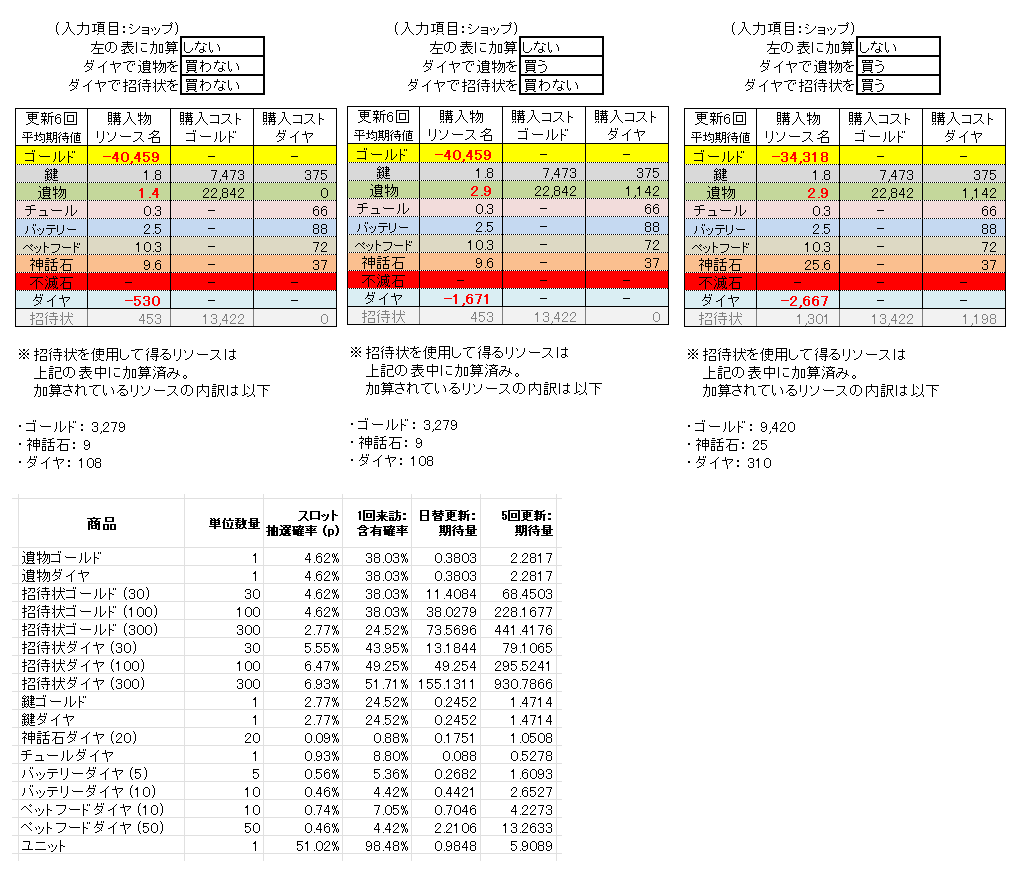 （入力項目：ショップ）
左の表に加算 しない
ダイヤで遺物を 買わない
ダイヤで招待状を 買わない
更新6回 購入物 購入コスト 購入コスト
平均期待値 リソース名 ゴールド ダイヤ
ゴールド -40,459 - -
鍵 1.8 7,473 375
遺物 1.4 22,842 0
チュール 0.3 - 66
バッテリー 2.5 - 88
ペットフード 10.3 - 72
神話石 9.6 - 37
不滅石 - - -
ダイヤ -530 - -
招待状 453 13,422 0
※招待状を使用して得るリソースは
上記の表中に加算済み。
加算されているリソースの内訳は以下
・ゴールド： 3,279
・神話石： 9
・ダイヤ： 108
（入力項目：ショップ）
左の表に加算 しない
ダイヤで遺物を 買う
ダイヤで招待状を 買わない
更新6回 購入物 購入コスト 購入コスト
平均期待値 リソース名 ゴールド ダイヤ
ゴールド -40,459 - -
鍵 1.8 7,473 375
遺物 2.9 22,842 1,142
チュール 0.3 - 66
バッテリー 2.5 - 88
ペットフード 10.3 - 72
神話石 9.6 - 37
不滅石 - - -
ダイヤ -1,671 - -
招待状 453 13,422 0
※招待状を使用して得るリソースは
上記の表中に加算済み。
加算されているリソースの内訳は以下
・ゴールド： 3,279
・神話石： 9
・ダイヤ： 108
（入力項目：ショップ）
左の表に加算 しない
ダイヤで遺物を 買う
ダイヤで招待状を 買う
更新6回 購入物 購入コスト 購入コスト
平均期待値 リソース名 ゴールド ダイヤ
ゴールド -34,318 - -
鍵 1.8 7,473 375
遺物 2.9 22,842 1,142
チュール 0.3 - 66
バッテリー 2.5 - 88
ペットフード 10.3 - 72
神話石 25.6 - 37
不滅石 - - -
ダイヤ -2,667 - -
招待状 1,301 13,422 1,198
※招待状を使用して得るリソースは
上記の表中に加算済み。
加算されているリソースの内訳は以下
・ゴールド： 9,420
・神話石： 25
・ダイヤ： 310
商品 単位数量 スロット 1回来訪： 日替更新： 5回更新：
抽選確率 (p) 含有確率 期待量 期待量
遺物ゴールド 1 4.62% 38.03% 0.3803 2.2817
遺物ダイヤ 1 4.62% 38.03% 0.3803 2.2817
招待状ゴールド (30) 30 4.62% 38.03% 11.4084 68.4503
招待状ゴールド (100) 100 4.62% 38.03% 38.0279 228.1677
招待状ゴールド (300) 300 2.77% 24.52% 73.5696 441.4176
招待状ダイヤ (30) 30 5.55% 43.95% 13.1844 79.1065
招待状ダイヤ (100) 100 6.47% 49.25% 49.254 295.5241
招待状ダイヤ (300) 300 6.93% 51.71% 155.1311 930.7866
鍵ゴールド 1 2.77% 24.52% 0.2452 1.4714
鍵ダイヤ 1 2.77% 24.52% 0.2452 1.4714
神話石ダイヤ (20) 20 0.09% 0.88% 0.1751 1.0508
チュールダイヤ 1 0.93% 8.80% 0.088 0.5278
バッテリーダイヤ (5) 5 0.56% 5.36% 0.2682 1.6093
バッテリーダイヤ (10) 10 0.46% 4.42% 0.4421 2.6527
ペットフードダイヤ (10) 10 0.74% 7.05% 0.7046 4.2273
ペットフードダイヤ (50) 50 0.46% 4.42% 2.2106 13.2633
ユニット 1 51.02% 98.48% 0.9848 5.9089